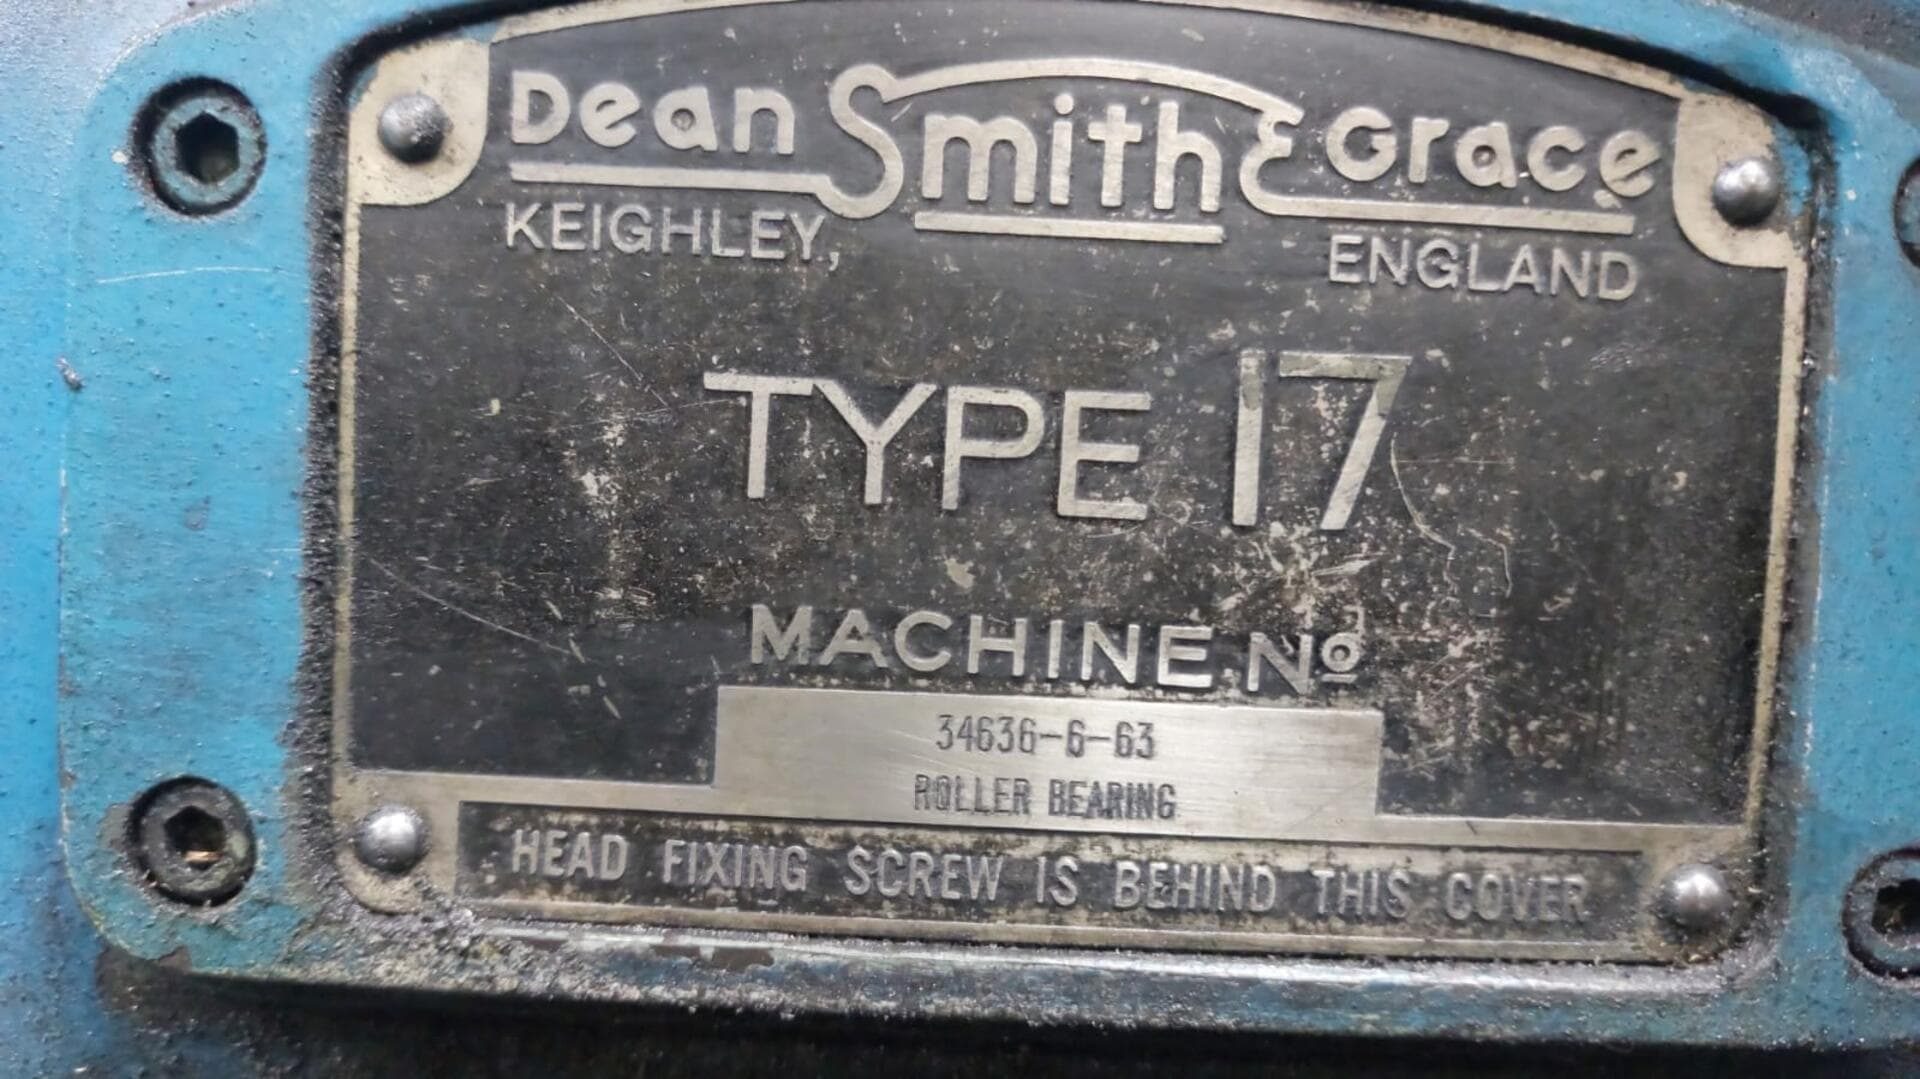 Dean Smith & Grace
KEIGHLEY, ENGLAND
TYPE 17
MACHINE Nº
34636-6-63
ROLLER BEARING
HEAD FIXING SCREW IS BEHIND THIS COVER